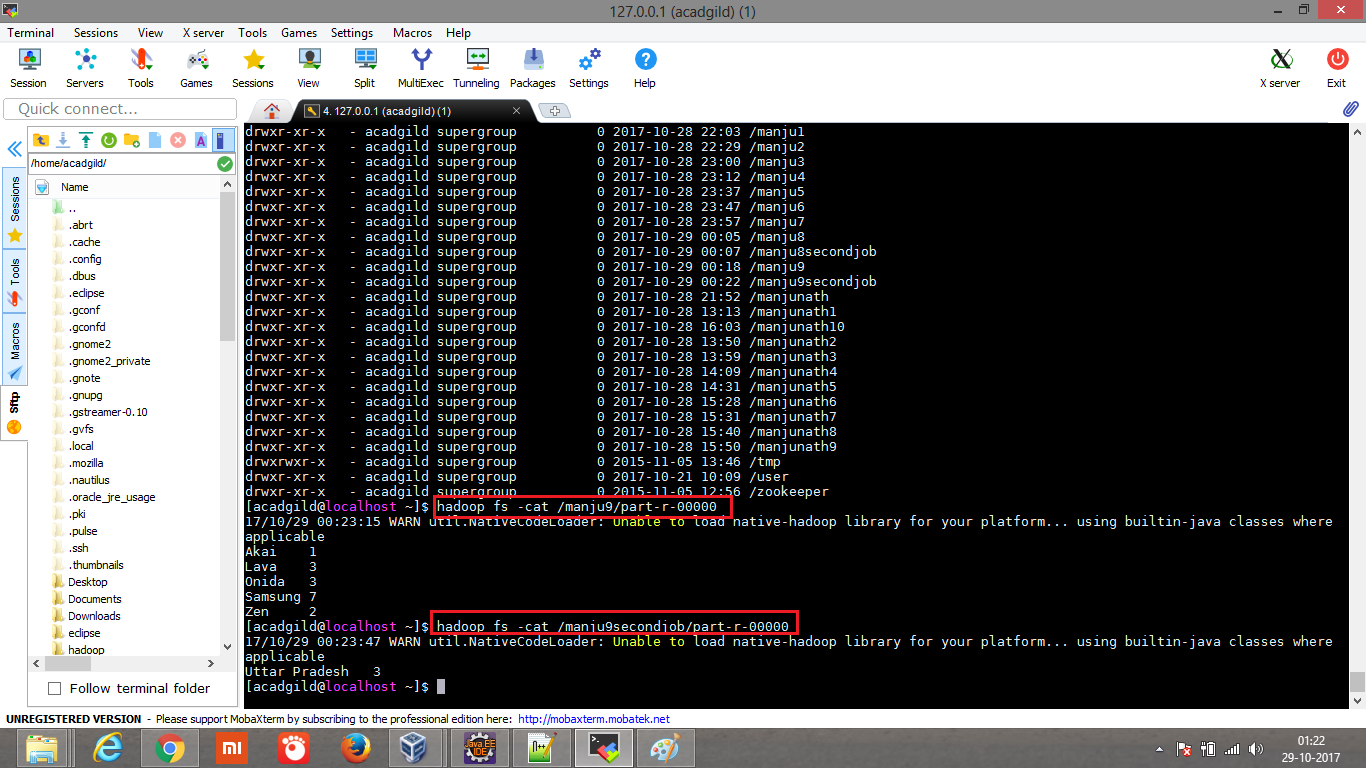 127.0.0.1 (acadgild) (1)
Terminal Sessions View X server Tools Games Settings Macros Help
Session Servers Tools Games Sessions View Split MultiExec Tunneling Packages Settings Help X server Exit
Quick connect...
4. 127.0.0.1 (acadgild) (1)
/home/acadgild/
Name
..
.abrt
.cache
.config
.dbus
.eclipse
.gconf
.gconfd
.gnome2
.gnome2_private
.gnote
.gnupg
.gstreamer-0.10
.gvfs
.local
.mozilla
.nautilus
.oracle_jre_usage
.pki
.pulse
.ssh
.thumbnails
Desktop
Documents
Downloads
eclipse
hadoop
Follow terminal folder
Sessions
Tools
Macros
Sftp
drwxr-xr-x - acadgild supergroup 0 2017-10-28 22:03 /manju1
drwxr-xr-x - acadgild supergroup 0 2017-10-28 22:29 /manju2
drwxr-xr-x - acadgild supergroup 0 2017-10-28 23:00 /manju3
drwxr-xr-x - acadgild supergroup 0 2017-10-28 23:12 /manju4
drwxr-xr-x - acadgild supergroup 0 2017-10-28 23:37 /manju5
drwxr-xr-x - acadgild supergroup 0 2017-10-28 23:47 /manju6
drwxr-xr-x - acadgild supergroup 0 2017-10-28 23:57 /manju7
drwxr-xr-x - acadgild supergroup 0 2017-10-29 00:05 /manju8
drwxr-xr-x - acadgild supergroup 0 2017-10-29 00:07 /manju8secondjob
drwxr-xr-x - acadgild supergroup 0 2017-10-29 00:18 /manju9
drwxr-xr-x - acadgild supergroup 0 2017-10-29 00:22 /manju9secondjob
drwxr-xr-x - acadgild supergroup 0 2017-10-28 21:52 /manjunath
drwxr-xr-x - acadgild supergroup 0 2017-10-28 13:13 /manjunath1
drwxr-xr-x - acadgild supergroup 0 2017-10-28 16:03 /manjunath10
drwxr-xr-x - acadgild supergroup 0 2017-10-28 13:50 /manjunath2
drwxr-xr-x - acadgild supergroup 0 2017-10-28 13:59 /manjunath3
drwxr-xr-x - acadgild supergroup 0 2017-10-28 14:09 /manjunath4
drwxr-xr-x - acadgild supergroup 0 2017-10-28 14:31 /manjunath5
drwxr-xr-x - acadgild supergroup 0 2017-10-28 15:28 /manjunath6
drwxr-xr-x - acadgild supergroup 0 2017-10-28 15:31 /manjunath7
drwxr-xr-x - acadgild supergroup 0 2017-10-28 15:40 /manjunath8
drwxr-xr-x - acadgild supergroup 0 2017-10-28 15:50 /manjunath9
drwxrwxr-x - acadgild supergroup 0 2015-11-05 13:46 /tmp
drwxr-xr-x - acadgild supergroup 0 2017-10-21 10:09 /user
drwxr-xr-x - acadgild supergroup 0 2015-11-05 12:56 /zookeeper
[acadgild@localhost ~]$ hadoop fs -cat /manju9/part-r-00000
17/10/29 00:23:15 WARN util.NativeCodeLoader: Unable to load native-hadoop library for your platform... using builtin-java classes where
applicable
Akai 1
Lava 3
Onida 3
Samsung 7
Zen 2
[acadgild@localhost ~]$ hadoop fs -cat /manju9secondjob/part-r-00000
17/10/29 00:23:47 WARN util.NativeCodeLoader: Unable to load native-hadoop library for your platform... using builtin-java classes where
applicable
Uttar Pradesh 3
[acadgild@localhost ~]$
UNREGISTERED VERSION - Please support MobaXterm by subscribing to the professional edition here: http://mobaxterm.mobatek.net
mi
Java EE
IDE
01:22
29-10-2017